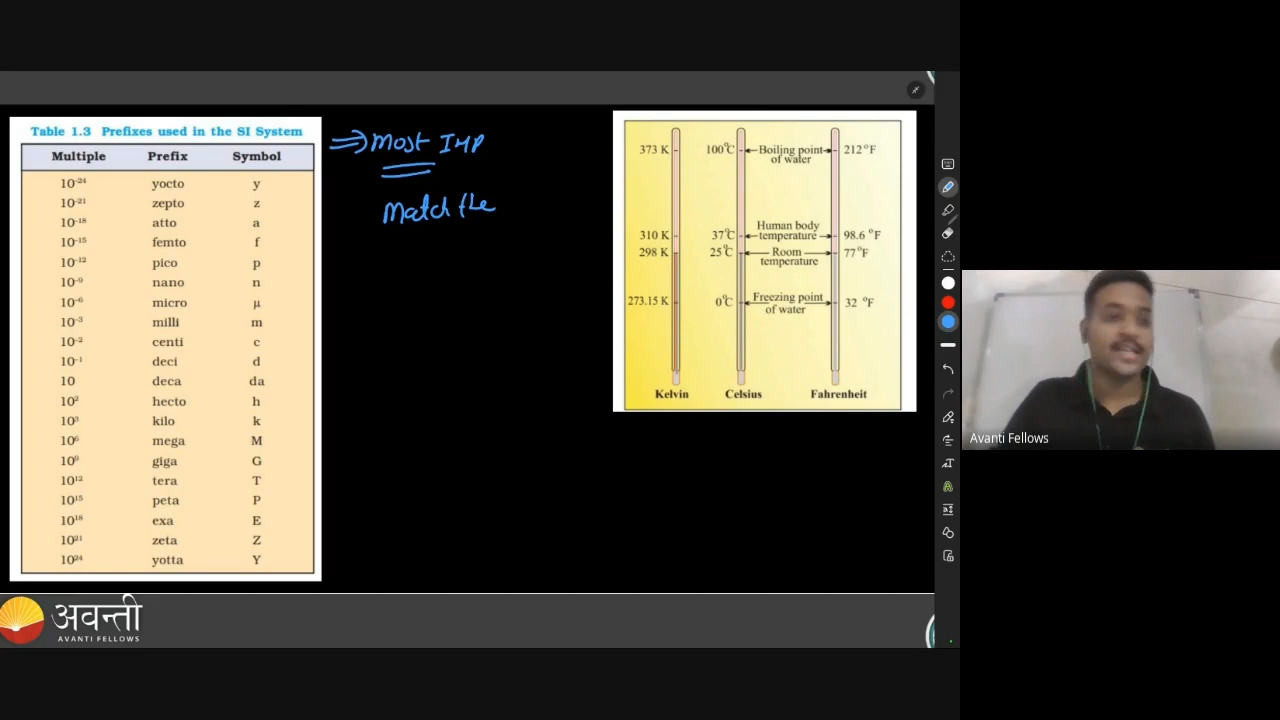 Table 1.3 Prefixes used in the SI System
Multiple Prefix Symbol
10⁻²⁴ yocto y
10⁻²¹ zepto z
10⁻¹⁸ atto a
10⁻¹⁵ femto f
10⁻¹² pico p
10⁻⁹ nano n
10⁻⁶ micro μ
10⁻³ milli m
10⁻² centi c
10⁻¹ deci d
10 deca da
10² hecto h
10³ kilo k
10⁶ mega M
10⁹ giga G
10¹² tera T
10¹⁵ peta P
10¹⁸ exa E
10²¹ zeta Z
10²⁴ yotta Y
⇒ Most IMP
Match the
373 K 100°C Boiling point of water 212°F
310 K 37°C Human body temperature 98.6 °F
298 K 25°C Room temperature 77°F
273.15 K 0°C Freezing point of water 32 °F
Kelvin Celsius Fahrenheit
Avanti Fellows
अवन्ती
AVANTI FELLOWS